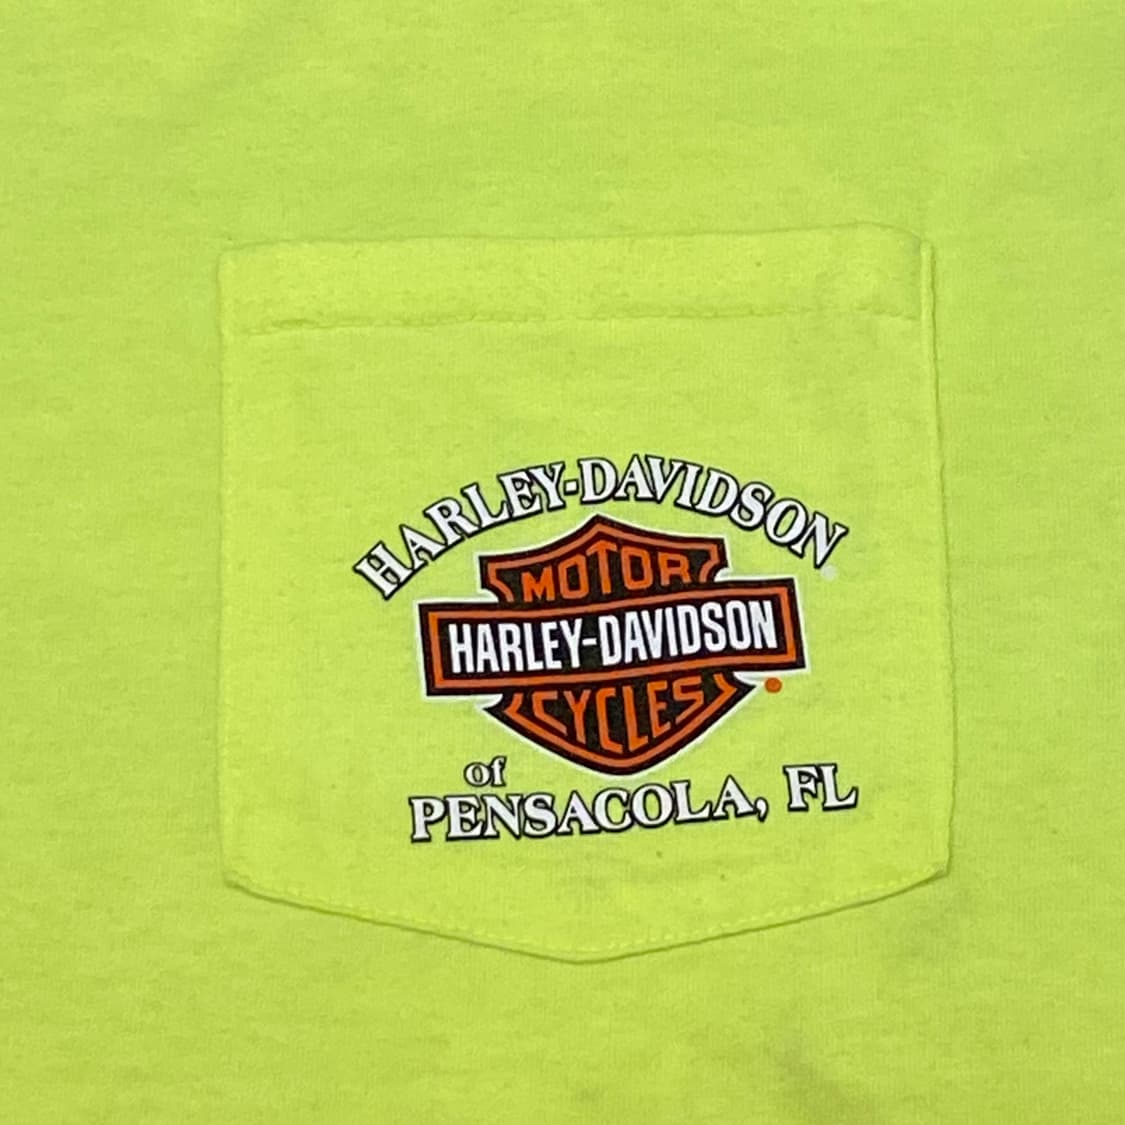 HARLEY-DAVIDSON
MOTOR
HARLEY-DAVIDSON
CYCLES
of
PENSACOLA, FL